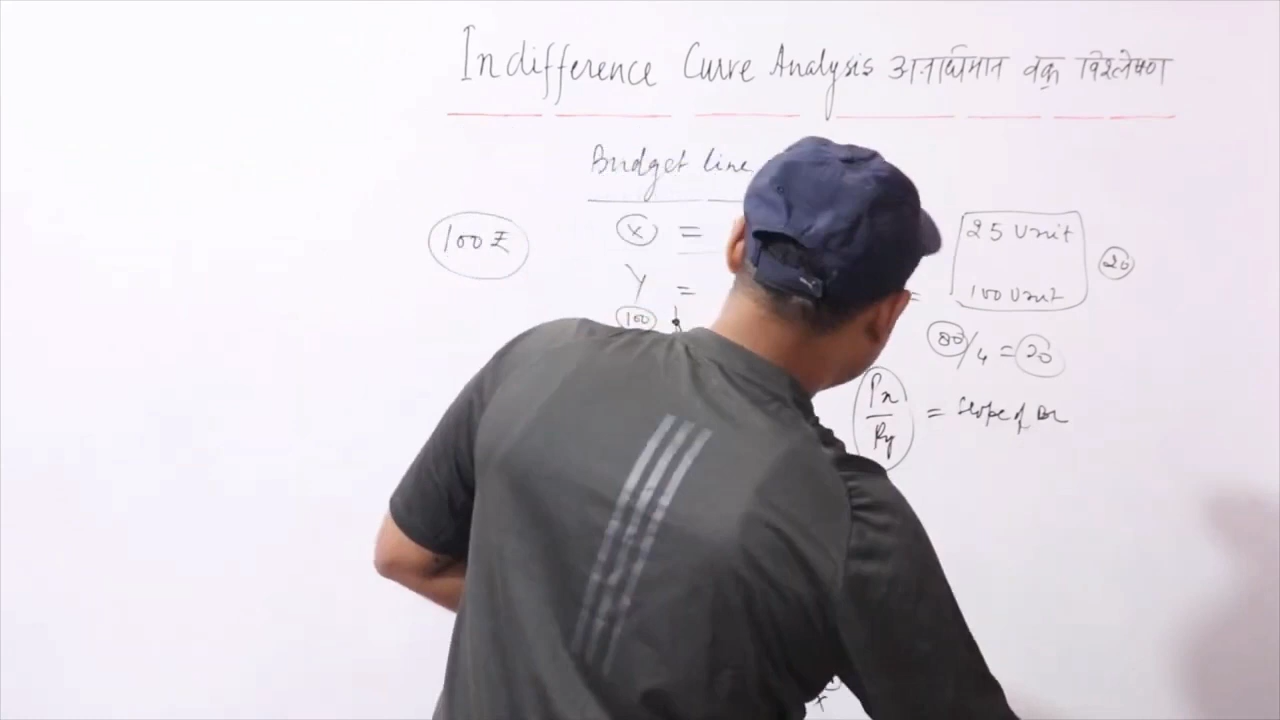 Indifference Curve Analysis अनाधिमान वक्र विश्लेषण
Budget line
100₹
X = 25 Unit
Y = = 100 Unit
20
100
80/4 = 20
Px/Py = Slope of BL